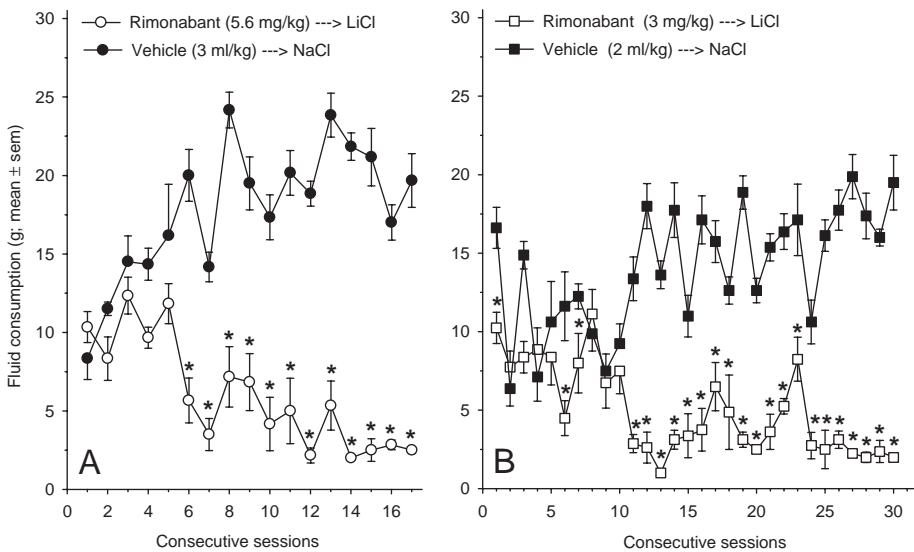 Rimonabant (5.6 mg/kg) ---> LiCl
Vehicle (3 ml/kg) ---> NaCl
Fluid consumption (g; mean ± sem)
30
25
20
15
10
5
0
* * * * * * * * * * * *
A
0 2 4 6 8 10 12 14 16
Consecutive sessions
Rimonabant (3 mg/kg) ---> LiCl
Vehicle (2 ml/kg) ---> NaCl
30
25
20
15
10
5
0
* * * * * * * * * * * * * * * * * * * * * * *
B
0 5 10 15 20 25 30
Consecutive sessions